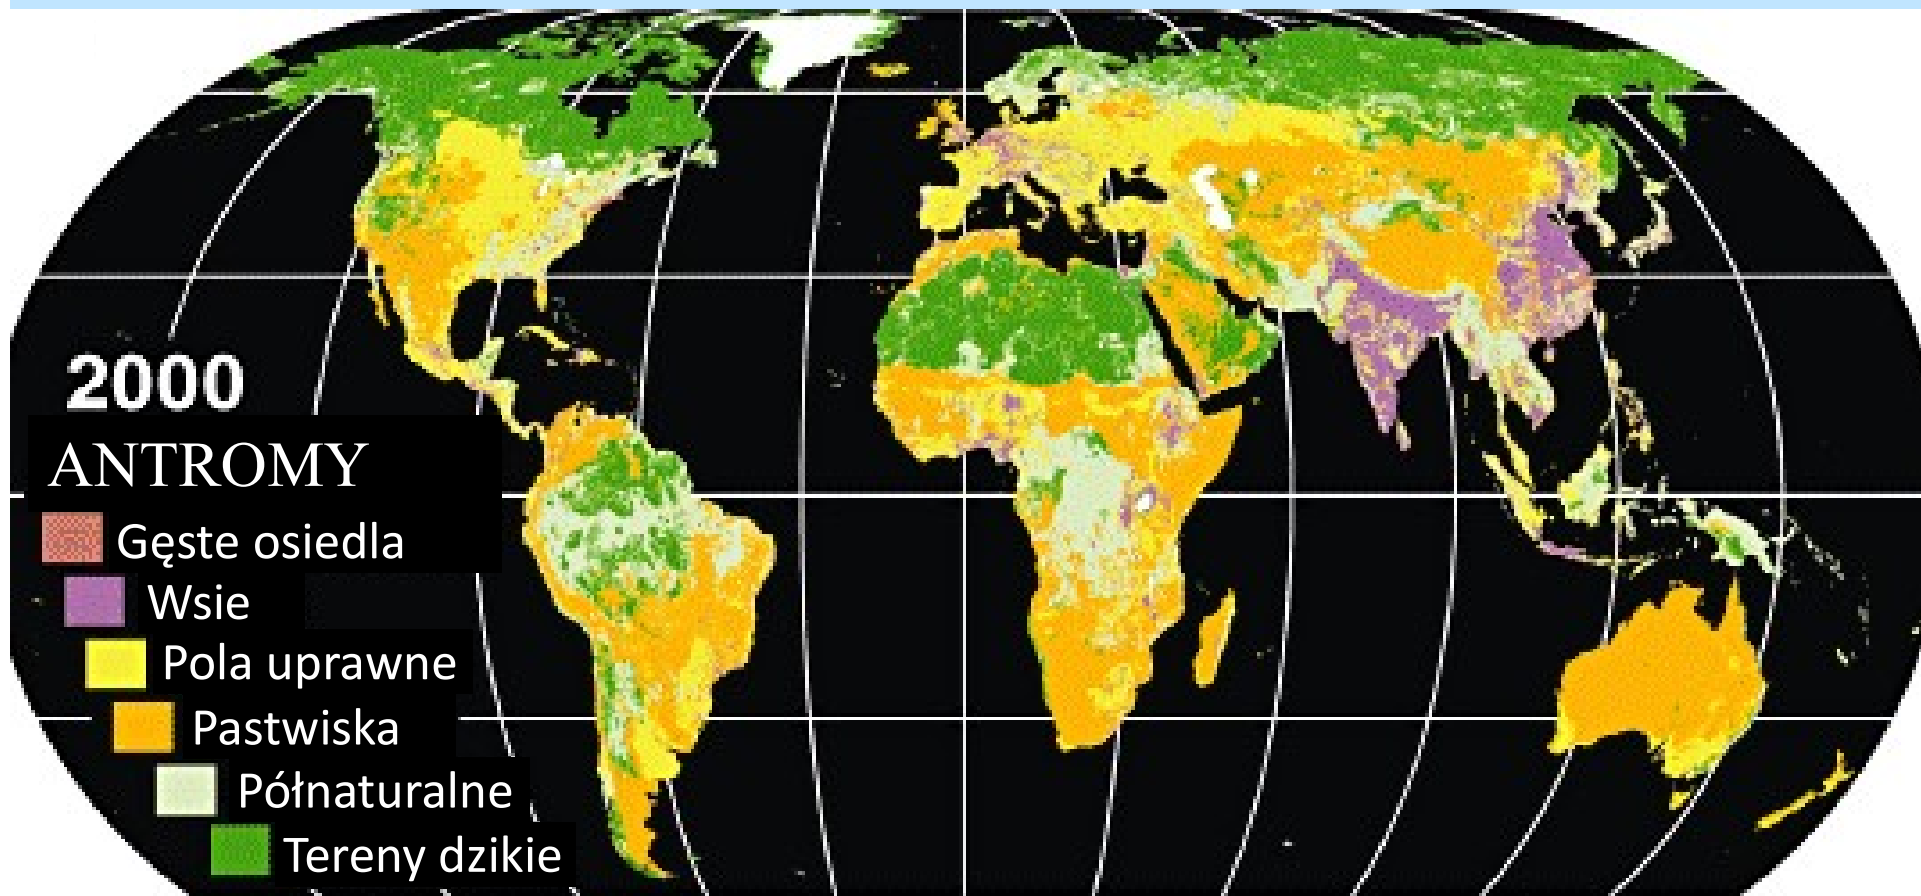 2000
ANTROMY
Gęste osiedla
Wsie
Pola uprawne
Pastwiska
Półnaturalne
Tereny dzikie